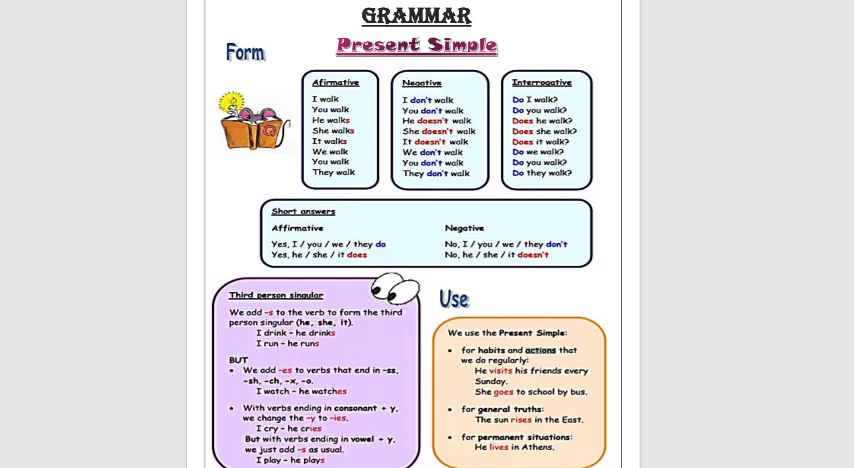 GRAMMAR
Present Simple
Form
Afirmative
I walk
You walk
He walks
She walks
It walks
We walk
You walk
They walk
Negative
I don't walk
You don't walk
He doesn't walk
She doesn't walk
It doesn't walk
We don't walk
You don't walk
They don't walk
Interrogative
Do I walk?
Do you walk?
Does he walk?
Does she walk?
Does it walk?
Do we walk?
Do you walk?
Do they walk?
Short answers
Affirmative
Yes, I / you / we / they do
Yes, he / she / it does
Negative
No, I / you / we / they don't
No, he / she / it doesn't
Third person singular
We add -s to the verb to form the third
person singular (he, she, it).
I drink - he drinks
I run - he runs
BUT
• We add -es to verbs that end in -ss,
-sh, -ch, -x, -o.
I watch - he watches
• With verbs ending in consonant + y,
we change the -y to -ies.
I cry - he cries
But with verbs ending in vowel + y,
we just add -s as usual.
I play - he plays
Use
We use the Present Simple:
• for habits and actions that
we do regularly:
He visits his friends every
Sunday.
She goes to school by bus.
• for general truths:
The sun rises in the East.
• for permanent situations:
He lives in Athens.